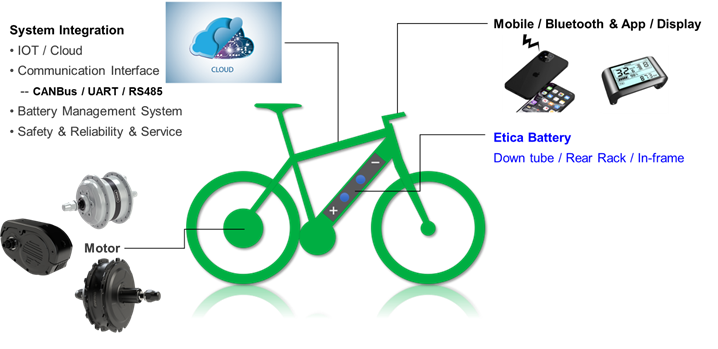 System Integration
• IOT / Cloud
• Communication Interface
-- CANBus / UART / RS485
• Battery Management System
• Safety & Reliability & Service
CLOUD
Mobile / Bluetooth & App / Display
Etica Battery
Down tube / Rear Rack / In-frame
− 
+
Motor